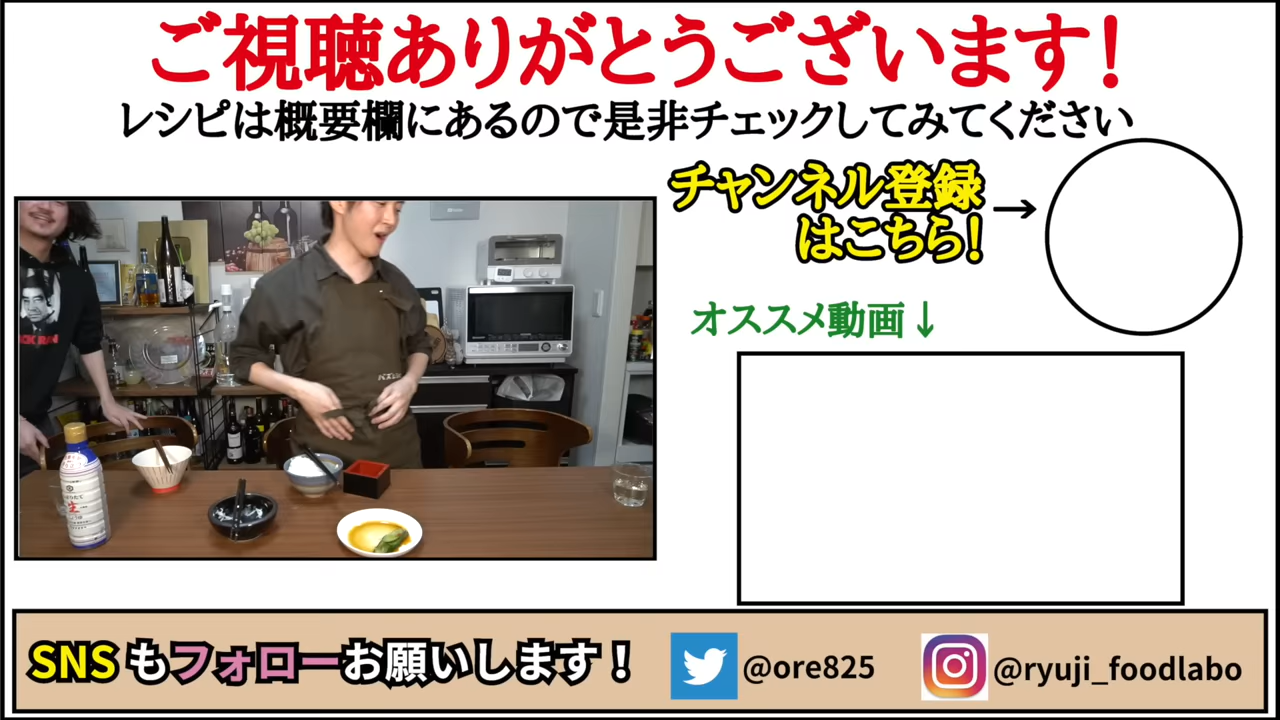 ご視聴ありがとうございます!
レシピは概要欄にあるので是非チェックしてみてください
チャンネル登録 →
はこちら!
オススメ動画↓
SNSもフォローお願いします!
@ore825
@ryuji_foodlabo